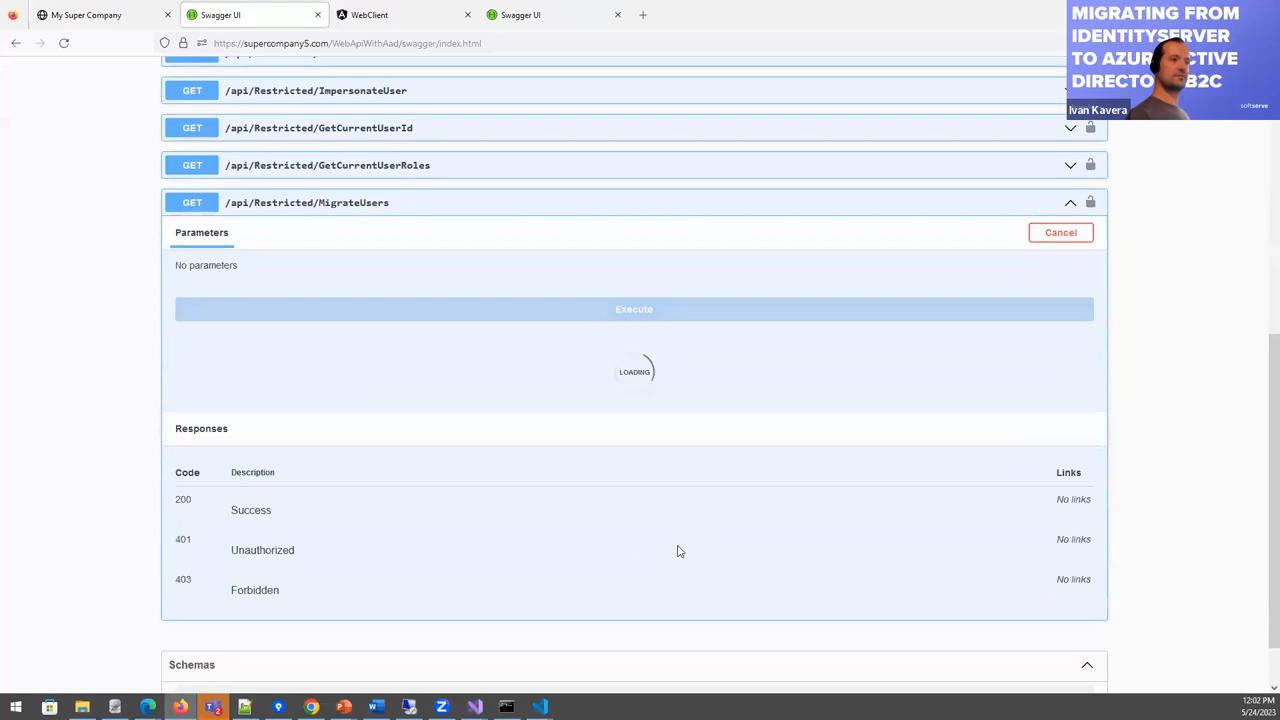 My Super Company
Swagger UI
WebClient
Swagger UI
https://supercompany5.com/WebApiWithAad/swagger/index.html
MIGRATING FROM
IDENTITYSERVER
TO AZURE ACTIVE
DIRECTORY B2C
softserve
Ivan Kavera
GET /api/Restricted/ImpersonateUser
GET /api/Restricted/GetCurrentUserId
GET /api/Restricted/GetCurrentUserRoles
GET /api/Restricted/MigrateUsers
Parameters
Cancel
No parameters
Execute
LOADING
Responses
Code Description Links
200 No links
Success
401 No links
Unauthorized
403 No links
Forbidden
Schemas
12:02 PM
5/24/2023